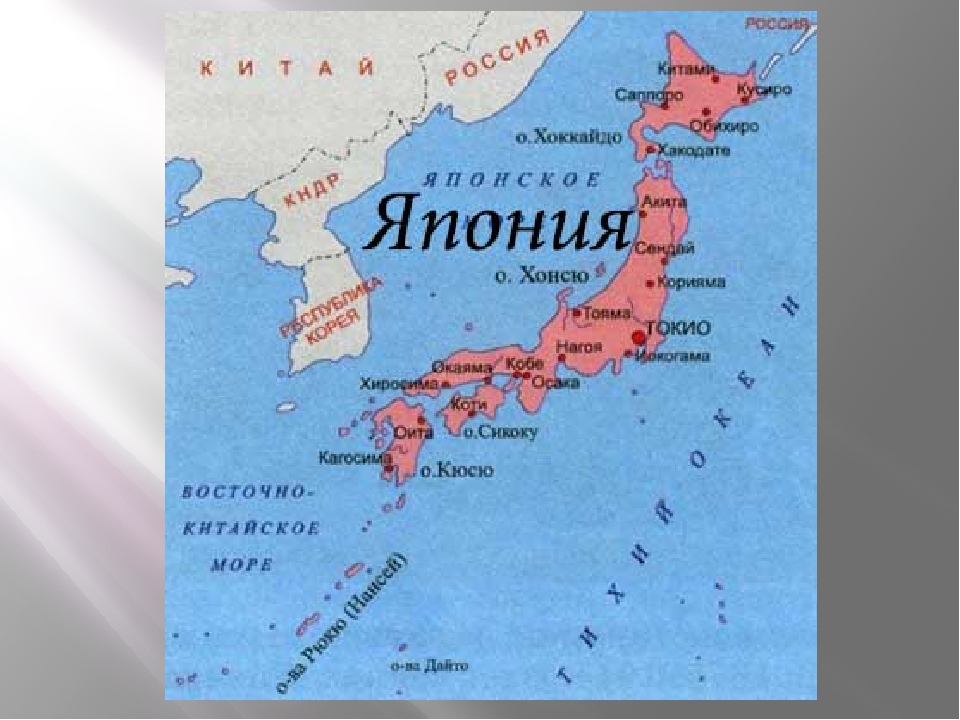 РОССИЯ
КИТАЙ
РОССИЯ
Китами
Саппоро
Кусиро
Обихиро
о.Хоккайдо
Хакодате
КНДР
ЯПОНСКОЕ
Япония
Акита
Сендай
о. Хонсю
Корияма
РЕСПУБЛИКА
КОРЕЯ
Тояма
ТОКИО
Нагоя
Иокогама
Окаяма
Кобе
Хиросима
Осака
Коти
Оита
о.Сикоку
Кагосима
о.Кюсю
ВОСТОЧНО-
КИТАЙСКОЕ
МОРЕ
ТИХИЙ ОКЕАН
о-ва Рюкю (Нансей)
о-ва Дайто